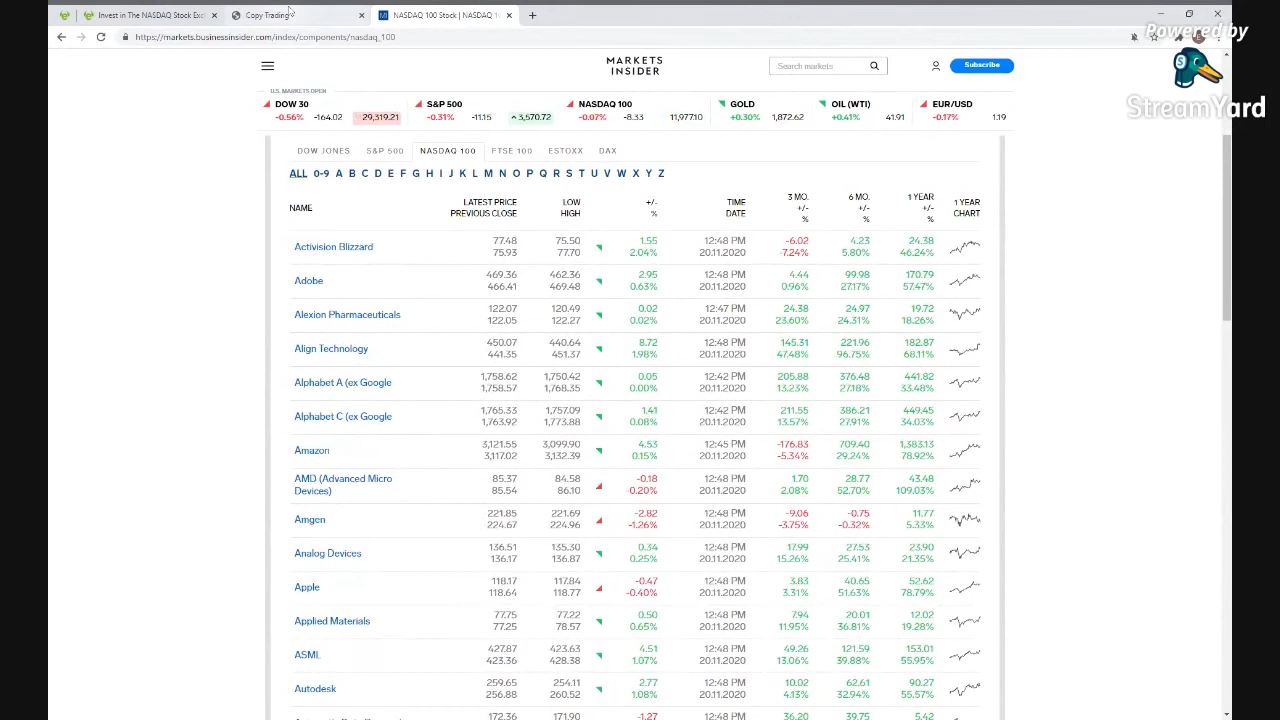 Invest in The NASDAQ Stock Exc
Copy Trading
NASDAQ 100 Stock | NASDAQ 10
https://markets.businessinsider.com/index/components/nasdaq_100
Powered by
StreamYard
MARKETS
INSIDER
Search markets
Subscribe
U.S. MARKETS OPEN
DOW 30
-0.56% -164.02 29,319.21
S&P 500
-0.31% -11.15 3,570.72
NASDAQ 100
-0.07% -8.33 11,977.10
GOLD
+0.30% 1,872.62
OIL (WTI)
+0.41% 41.91
EUR/USD
-0.17% 1.19
DOW JONES S&P 500 NASDAQ 100 FTSE 100 ESTOXX DAX
ALL 0-9 A B C D E F G H I J K L M N O P Q R S T U V W X Y Z
NAME LATEST PRICE LOW +/- TIME 3 MO. 6 MO. 1 YEAR 1 YEAR
PREVIOUS CLOSE HIGH % DATE +/- +/- +/- CHART
% % %
Activision Blizzard 77.48 75.50 1.55 12:48 PM -6.02 4.23 24.38
75.93 77.70 2.04% 20.11.2020 -7.24% 5.80% 46.24%
Adobe 469.36 462.36 2.95 12:48 PM 4.44 99.98 170.79
466.41 469.48 0.63% 20.11.2020 0.96% 27.17% 57.47%
Alexion Pharmaceuticals 122.07 120.49 0.02 12:47 PM 24.38 24.97 19.72
122.05 122.27 0.02% 20.11.2020 23.60% 24.31% 18.26%
Align Technology 450.07 440.64 8.72 12:48 PM 145.31 221.96 182.87
441.35 451.37 1.98% 20.11.2020 47.48% 96.75% 68.11%
Alphabet A (ex Google 1,758.62 1,750.42 0.05 12:42 PM 205.88 376.48 441.82
1,758.57 1,768.35 0.00% 20.11.2020 13.23% 27.18% 33.48%
Alphabet C (ex Google 1,765.33 1,757.09 1.41 12:42 PM 211.55 386.21 449.45
1,763.92 1,773.88 0.08% 20.11.2020 13.57% 27.91% 34.03%
Amazon 3,121.55 3,099.90 4.53 12:45 PM -176.83 709.40 1,383.13
3,117.02 3,132.39 0.15% 20.11.2020 -5.34% 29.24% 78.92%
AMD (Advanced Micro 85.37 84.58 -0.18 12:48 PM 1.70 28.77 43.48
Devices) 85.54 86.10 -0.20% 20.11.2020 2.08% 52.70% 109.03%
Amgen 221.85 221.69 -2.82 12:48 PM -9.06 -0.75 11.77
224.67 224.96 -1.26% 20.11.2020 -3.75% -0.32% 5.33%
Analog Devices 136.51 135.30 0.34 12:48 PM 17.99 27.53 23.90
136.17 136.87 0.25% 20.11.2020 15.26% 25.41% 21.35%
Apple 118.17 117.84 -0.47 12:48 PM 3.83 40.65 52.62
118.64 118.77 -0.40% 20.11.2020 3.31% 51.63% 78.79%
Applied Materials 77.75 77.22 0.50 12:48 PM 7.94 20.01 12.02
77.25 78.57 0.65% 20.11.2020 11.95% 36.81% 19.28%
ASML 427.87 423.63 4.51 12:48 PM 49.26 121.59 153.01
423.36 428.38 1.07% 20.11.2020 13.06% 39.88% 55.95%
Autodesk 259.65 254.11 2.77 12:48 PM 10.02 62.61 90.27
256.88 260.52 1.08% 20.11.2020 4.13% 32.94% 55.57%
172.36 171.90 -1.27 12:48 PM 36.20 39.75 5.42